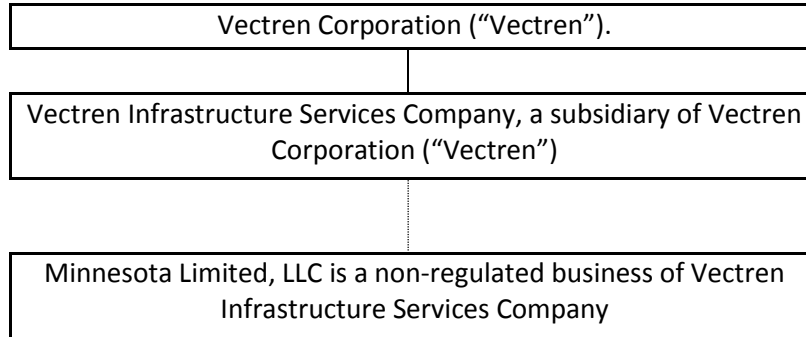 Vectren Corporation (“Vectren”).
Vectren Infrastructure Services Company, a subsidiary of Vectren
Corporation (“Vectren”)
Minnesota Limited, LLC is a non-regulated business of Vectren
Infrastructure Services Company